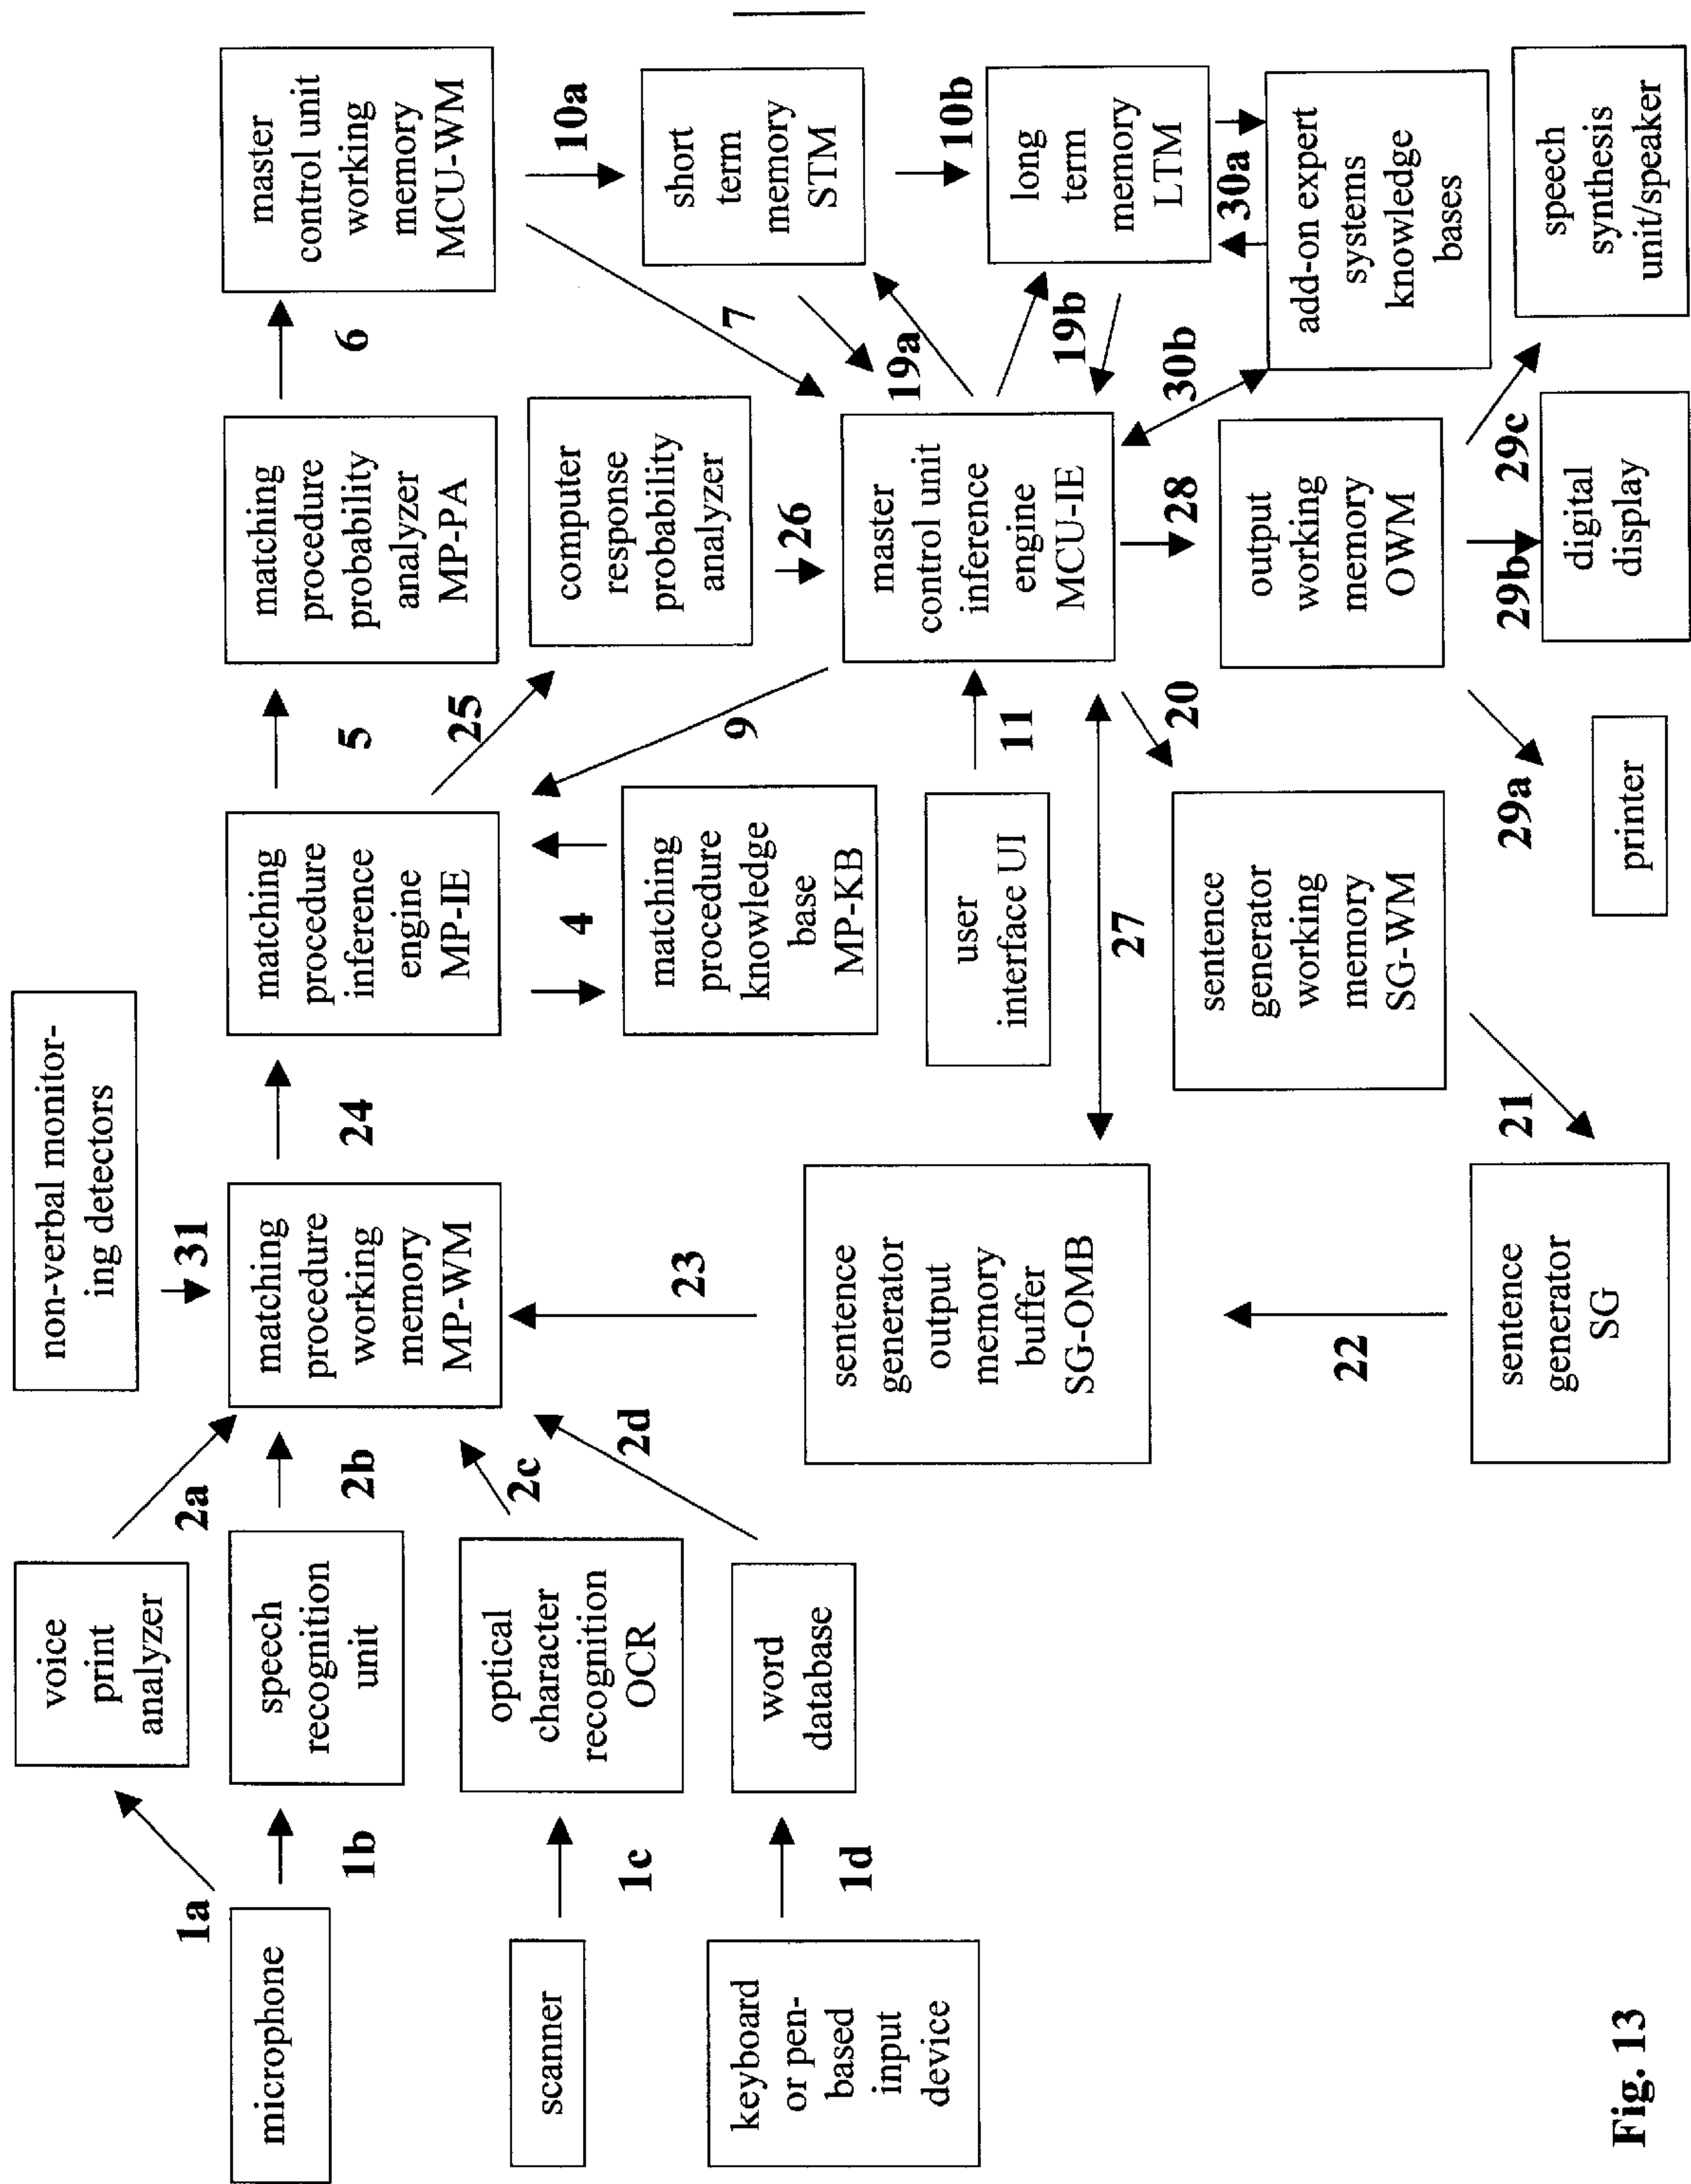 non-verbal monitor-
ing detectors
voice
print
analyzer
1a
2a
31
microphone
1b
speech
recognition
unit
2b
matching
procedure
working
memory
MP-WM
24
matching
procedure
inference
engine
MP-IE
5
matching
procedure
probability
analyzer
MP-PA
6
master
control unit
working
memory
MCU-WM
scanner
1c
optical
character
recognition
OCR
2c
2d
4
25
10a
computer
response
probability
analyzer
7
short
term
memory
STM
keyboard
or pen-
based
input
device
1d
word
database
23
matching
procedure
knowledge
base
MP-KB
9
26
19a
10b
sentence
generator
output
memory
buffer
SG-OMB
user
interface UI
11
master
control unit
inference
engine
MCU-IE
19b
long
term
memory
LTM
27
20
28
30b
30a
22
sentence
generator
working
memory
SG-WM
output
working
memory
OWM
add-on expert
systems
knowledge
bases
21
29a
29b
29c
sentence
generator
SG
printer
digital
display
speech
synthesis
unit/speaker
Fig. 13